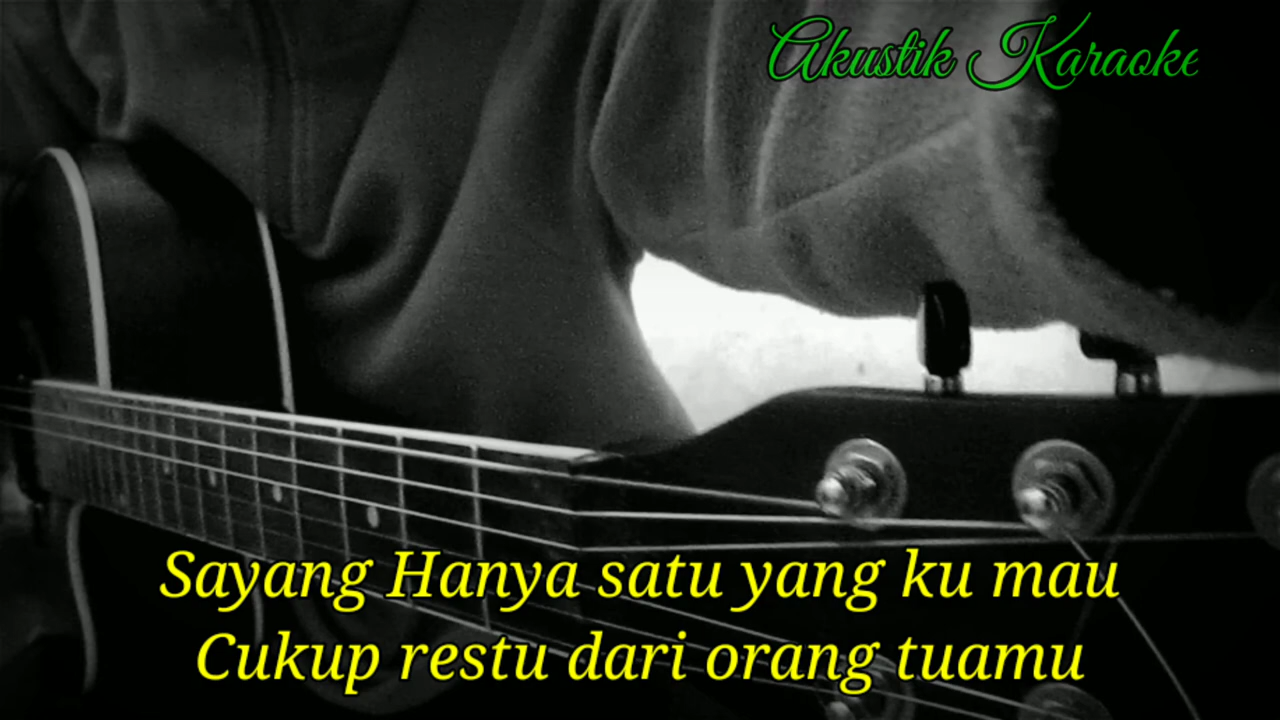 Akustik Karaoke
Sayang Hanya satu yang ku mau
Cukup restu dari orang tuamu